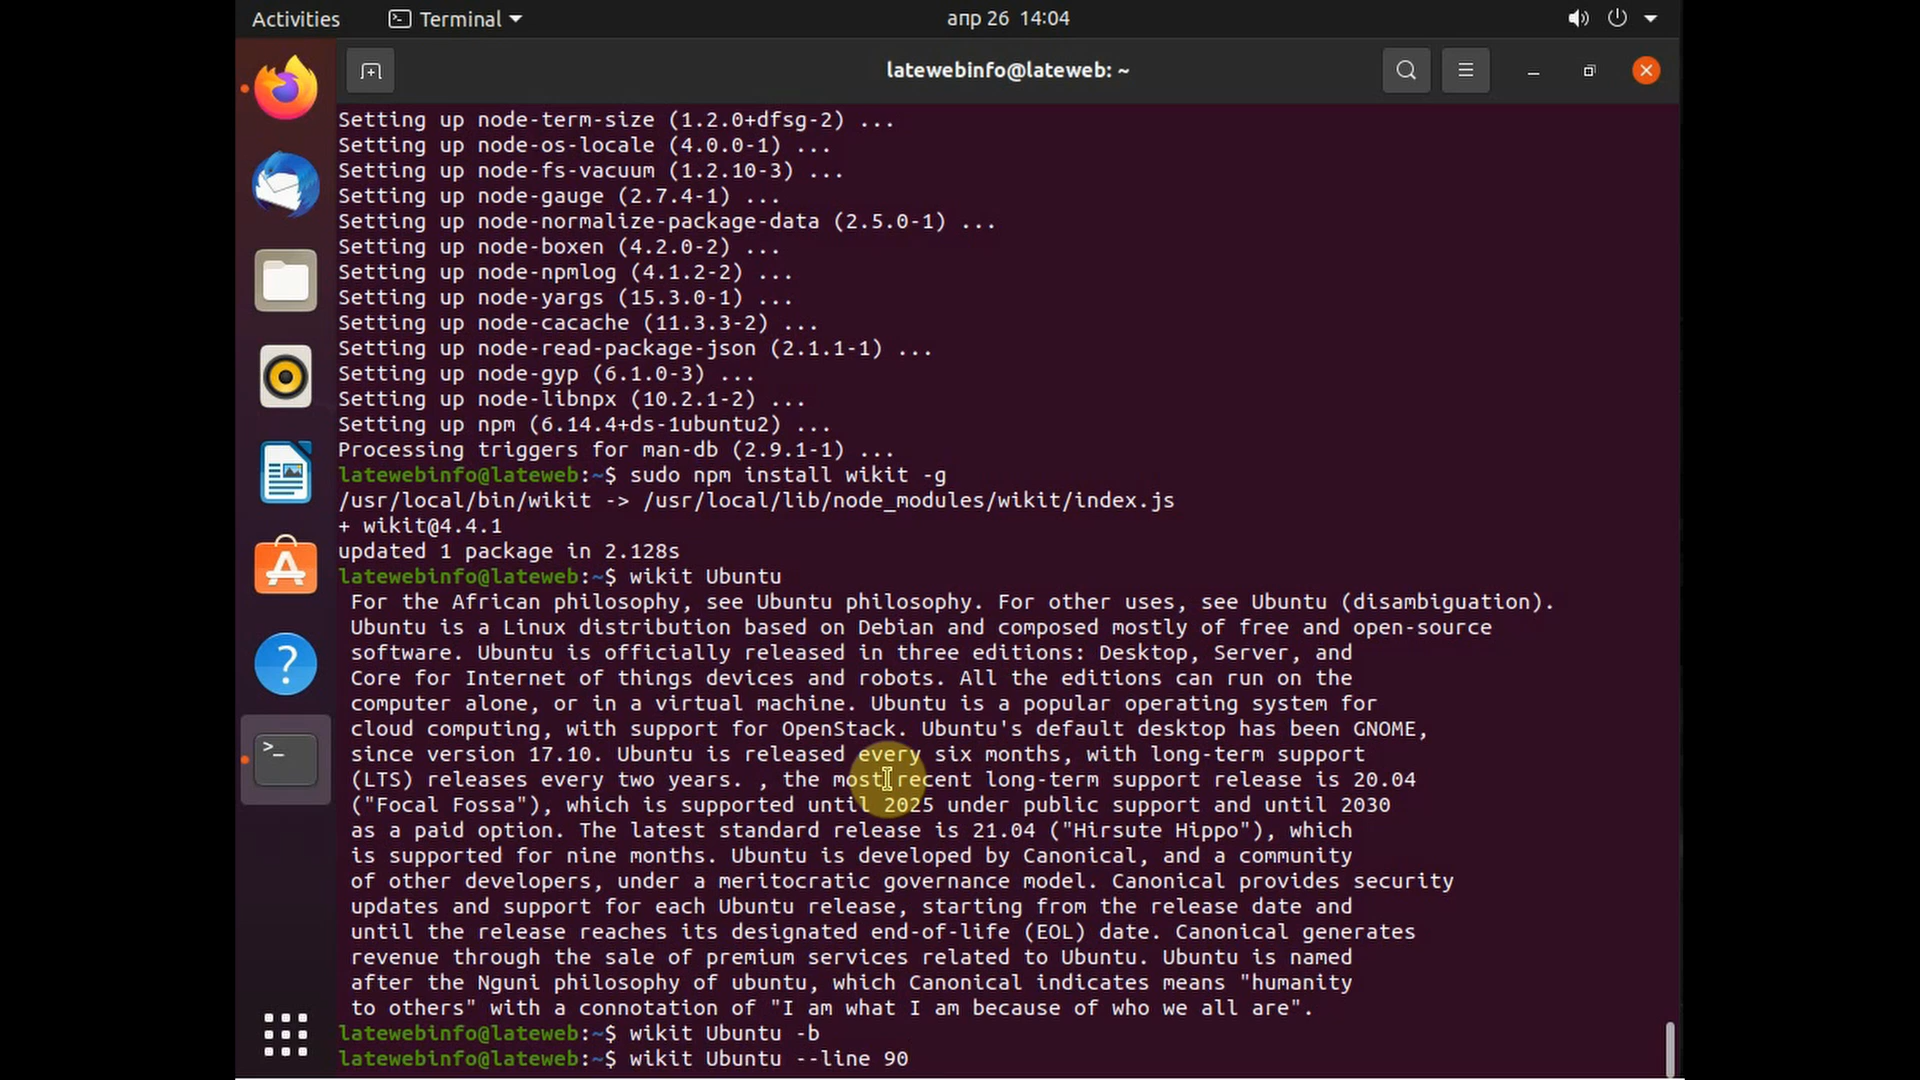 Activities
Terminal
апр 26 14:04
latewebinfo@lateweb: ~
Setting up node-term-size (1.2.0+dfsg-2) ...
Setting up node-os-locale (4.0.0-1) ...
Setting up node-fs-vacuum (1.2.10-3) ...
Setting up node-gauge (2.7.4-1) ...
Setting up node-normalize-package-data (2.5.0-1) ...
Setting up node-boxen (4.2.0-2) ...
Setting up node-npmlog (4.1.2-2) ...
Setting up node-yargs (15.3.0-1) ...
Setting up node-cacache (11.3.3-2) ...
Setting up node-read-package-json (2.1.1-1) ...
Setting up node-gyp (6.1.0-3) ...
Setting up node-libnpx (10.2.1-2) ...
Setting up npm (6.14.4+ds-1ubuntu2) ...
Processing triggers for man-db (2.9.1-1) ...
latewebinfo@lateweb:~$ sudo npm install wikit -g
/usr/local/bin/wikit -> /usr/local/lib/node_modules/wikit/index.js
+ wikit@4.4.1
updated 1 package in 2.128s
latewebinfo@lateweb:~$ wikit Ubuntu
For the African philosophy, see Ubuntu philosophy. For other uses, see Ubuntu (disambiguation).
Ubuntu is a Linux distribution based on Debian and composed mostly of free and open-source
software. Ubuntu is officially released in three editions: Desktop, Server, and
Core for Internet of things devices and robots. All the editions can run on the
computer alone, or in a virtual machine. Ubuntu is a popular operating system for
cloud computing, with support for OpenStack. Ubuntu's default desktop has been GNOME,
since version 17.10. Ubuntu is released every six months, with long-term support
(LTS) releases every two years. , the most recent long-term support release is 20.04
("Focal Fossa"), which is supported until 2025 under public support and until 2030
as a paid option. The latest standard release is 21.04 ("Hirsute Hippo"), which
is supported for nine months. Ubuntu is developed by Canonical, and a community
of other developers, under a meritocratic governance model. Canonical provides security
updates and support for each Ubuntu release, starting from the release date and
until the release reaches its designated end-of-life (EOL) date. Canonical generates
revenue through the sale of premium services related to Ubuntu. Ubuntu is named
after the Nguni philosophy of ubuntu, which Canonical indicates means "humanity
to others" with a connotation of "I am what I am because of who we all are".
latewebinfo@lateweb:~$ wikit Ubuntu -b
latewebinfo@lateweb:~$ wikit Ubuntu --line 90